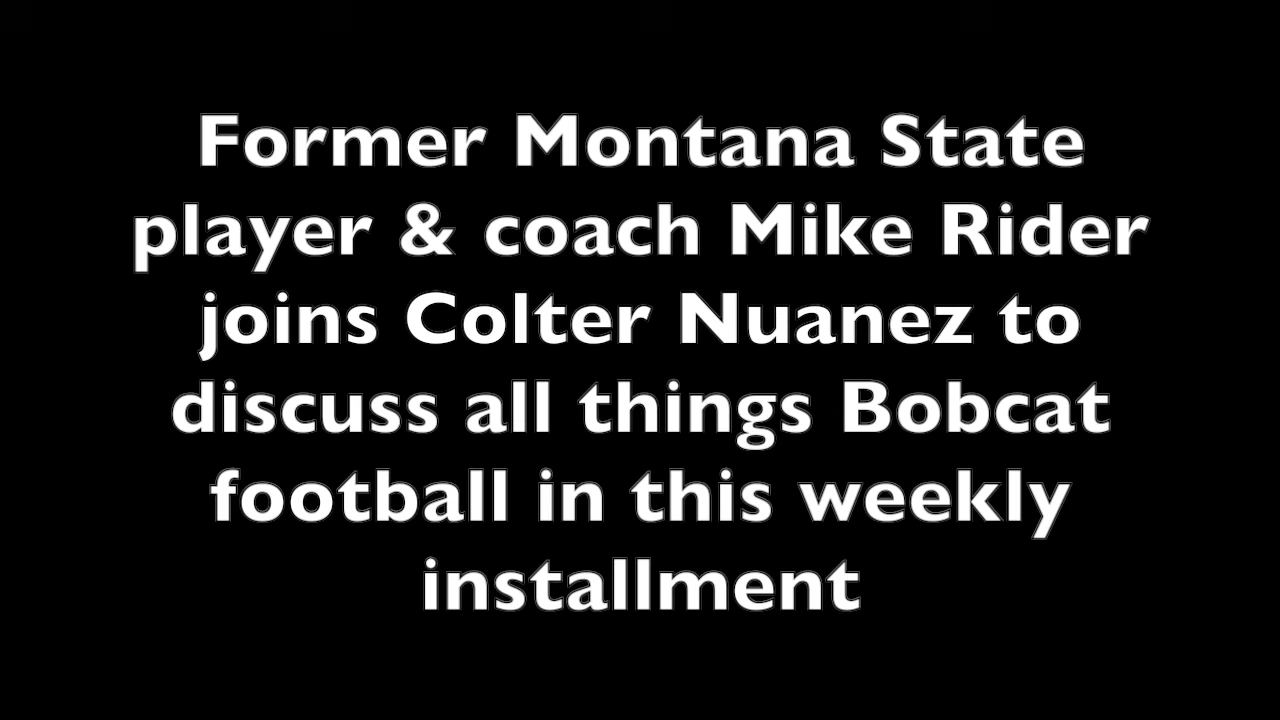 Former Montana State
player & coach Mike Rider
joins Colter Nuanez to
discuss all things Bobcat
football in this weekly
installment